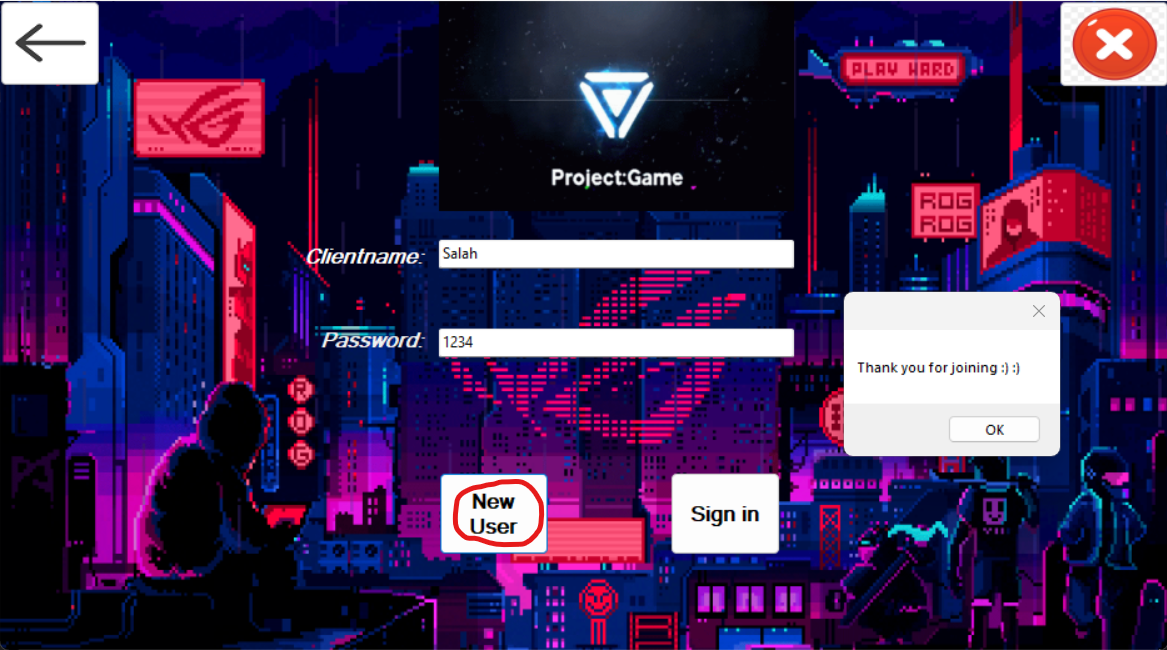 PLAY HARD
Project:Game
ROG
ROG
Clientname:
Salah
Password:
1234
Thank you for joining :) :)
OK
R
O
G
New
User
Sign in